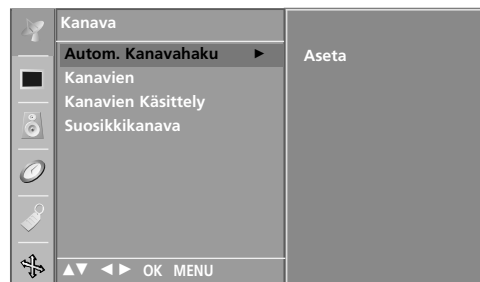 Kanava
Autom. Kanavahaku ►
Aseta
Kanavien
Kanavien Käsittely
Suosikkikanava
▲▼ ◄► OK MENU